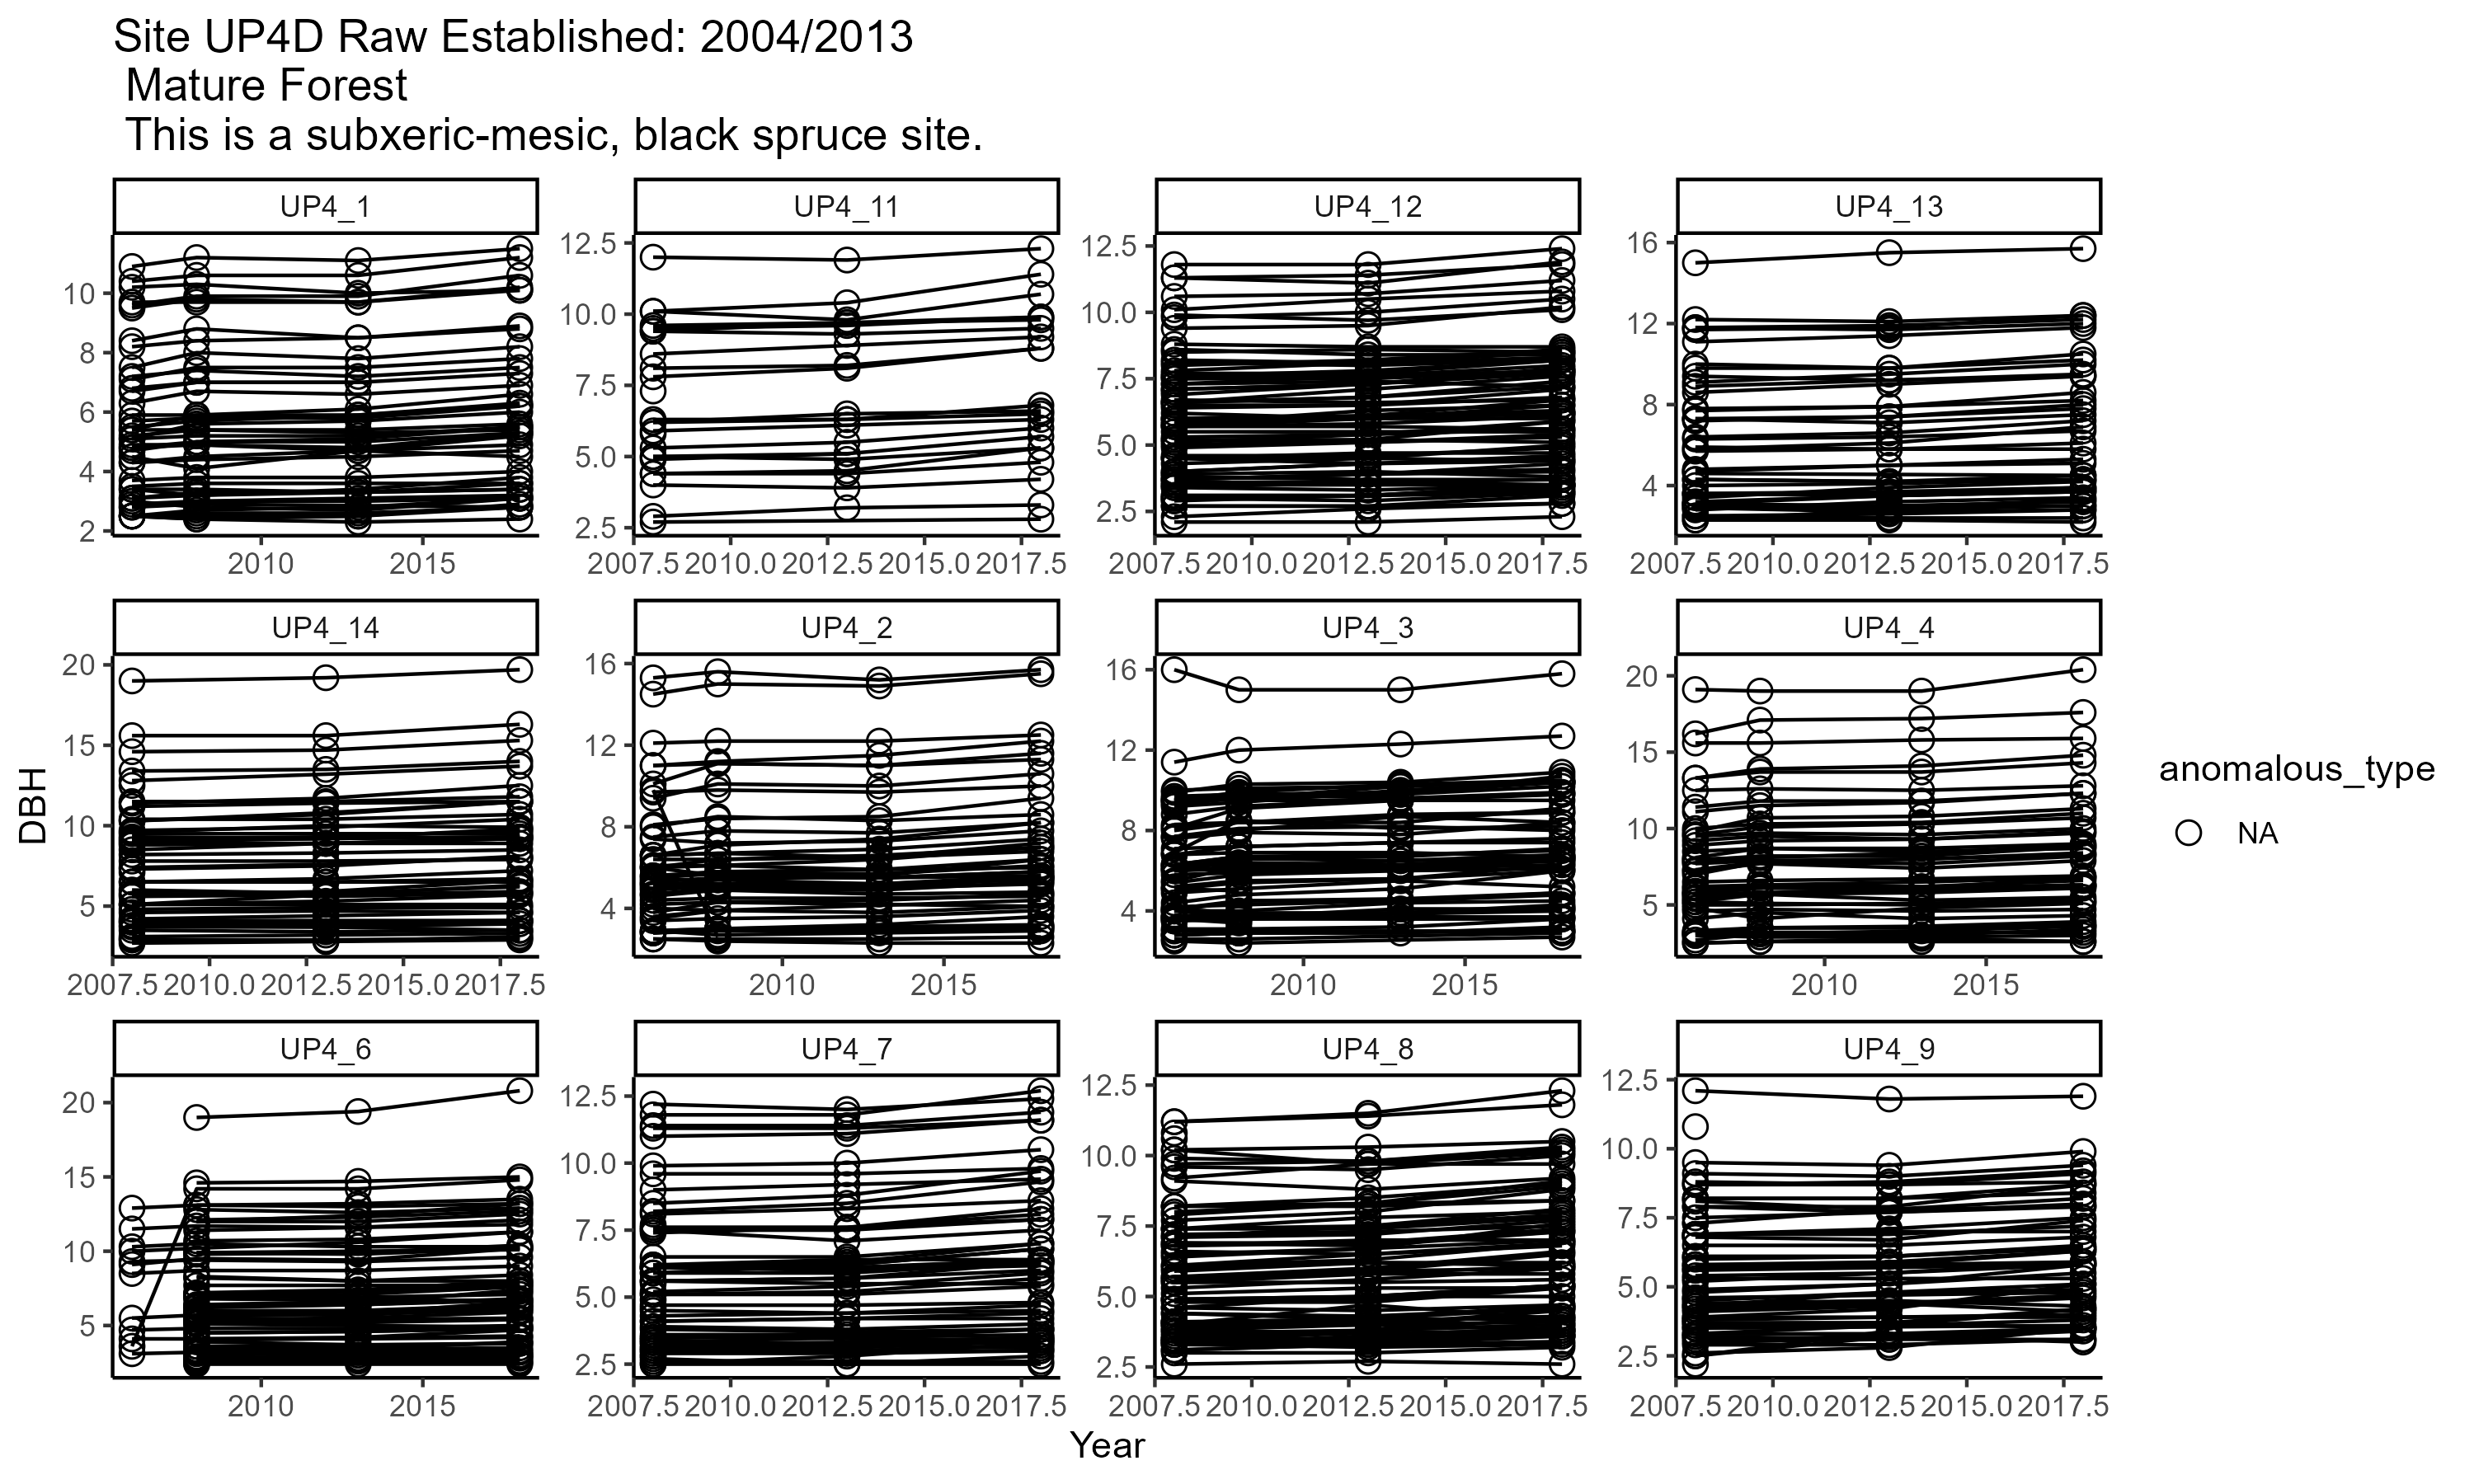 Site UP4D Raw Established: 2004/2013
Mature Forest
This is a subxeric-mesic, black spruce site.
UP4_1
10
8
6
4
2
2010 2015
UP4_11
12.5
10.0
7.5
5.0
2.5
2007.5 2010.0 2012.5 2015.0 2017.5
UP4_12
12.5
10.0
7.5
5.0
2.5
2007.5 2010.0 2012.5 2015.0 2017.5
UP4_13
16
12
8
4
2007.5 2010.0 2012.5 2015.0 2017.5
DBH
UP4_14
20
15
10
5
2007.5 2010.0 2012.5 2015.0 2017.5
UP4_2
16
12
8
4
2010 2015
UP4_3
16
12
8
4
2010 2015
UP4_4
20
15
10
5
2010 2015
UP4_6
20
15
10
5
2010 2015
UP4_7
12.5
10.0
7.5
5.0
2.5
2007.5 2010.0 2012.5 2015.0 2017.5
UP4_8
12.5
10.0
7.5
5.0
2.5
2007.5 2010.0 2012.5 2015.0 2017.5
UP4_9
12.5
10.0
7.5
5.0
2.5
2007.5 2010.0 2012.5 2015.0 2017.5
Year
anomalous_type
NA